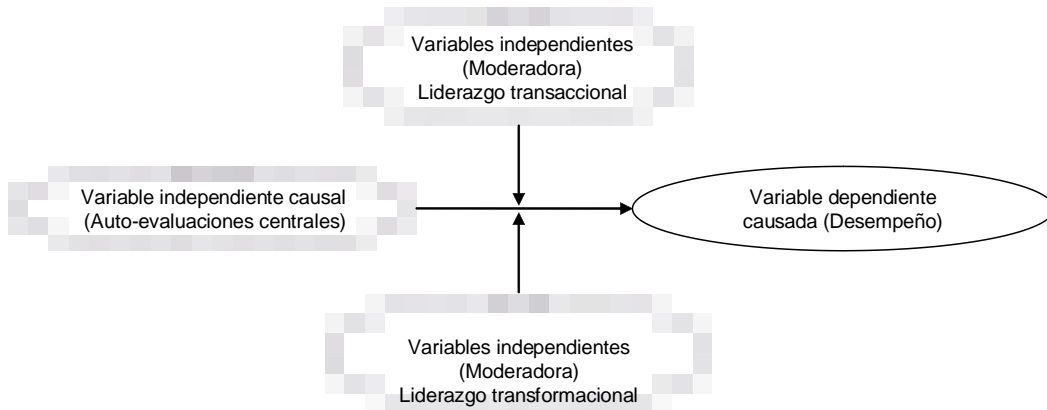 Variables independientes
(Moderadora)
Liderazgo transaccional
Variable independiente causal
(Auto-evaluaciones centrales)
Variable dependiente
causada (Desempeño)
Variables independientes
(Moderadora)
Liderazgo transformacional